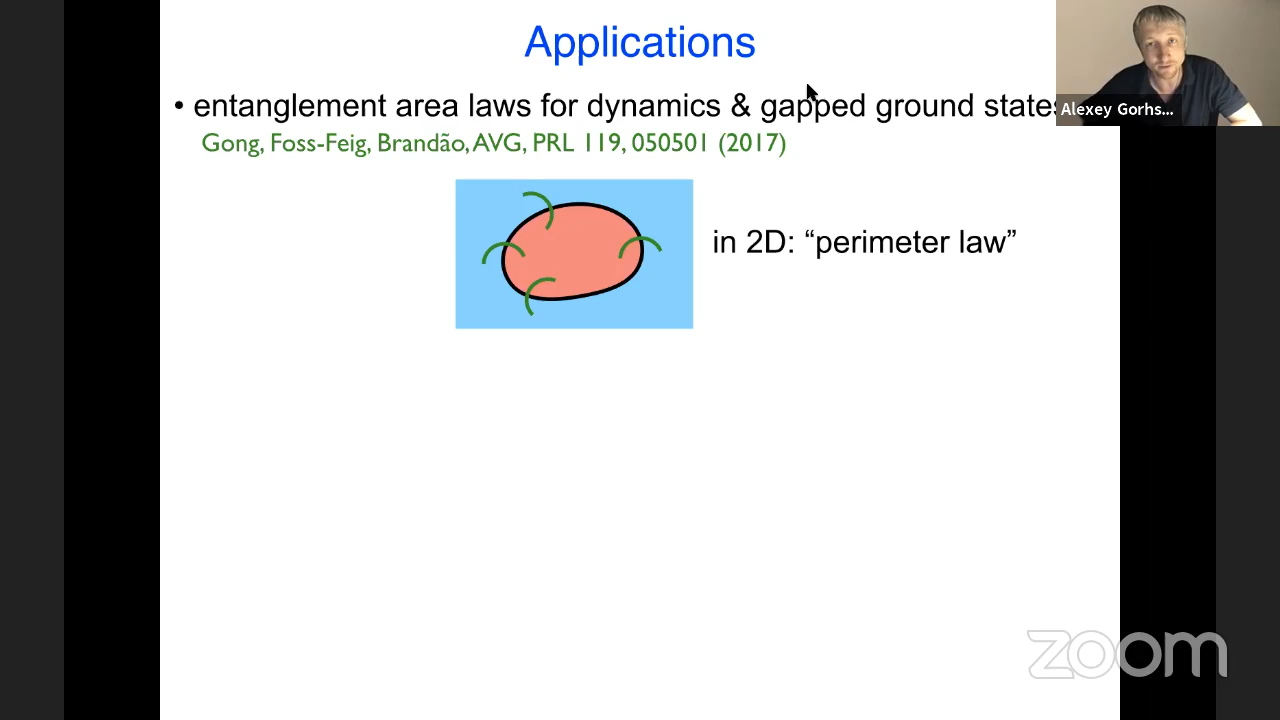 Applications
• entanglement area laws for dynamics & gapped ground states
Gong, Foss-Feig, Brandão, AVG, PRL 119, 050501 (2017)
in 2D: “perimeter law”
Alexey Gorhs...
zoom